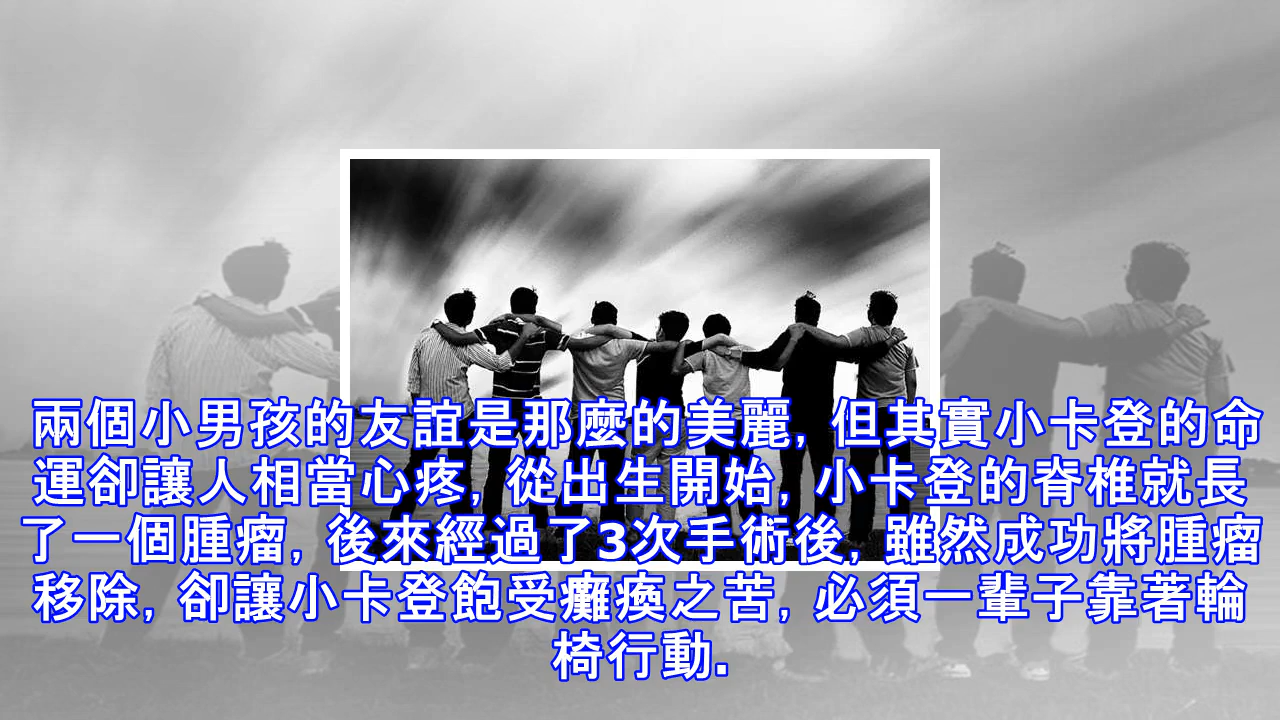 兩個小男孩的友誼是那麼的美麗, 但其實小卡登的命
運卻讓人相當心疼, 從出生開始, 小卡登的脊椎就長
了一個腫瘤, 後來經過了3次手術後, 雖然成功將腫瘤
移除, 卻讓小卡登飽受癱瘓之苦, 必須一輩子靠著輪
椅行動.